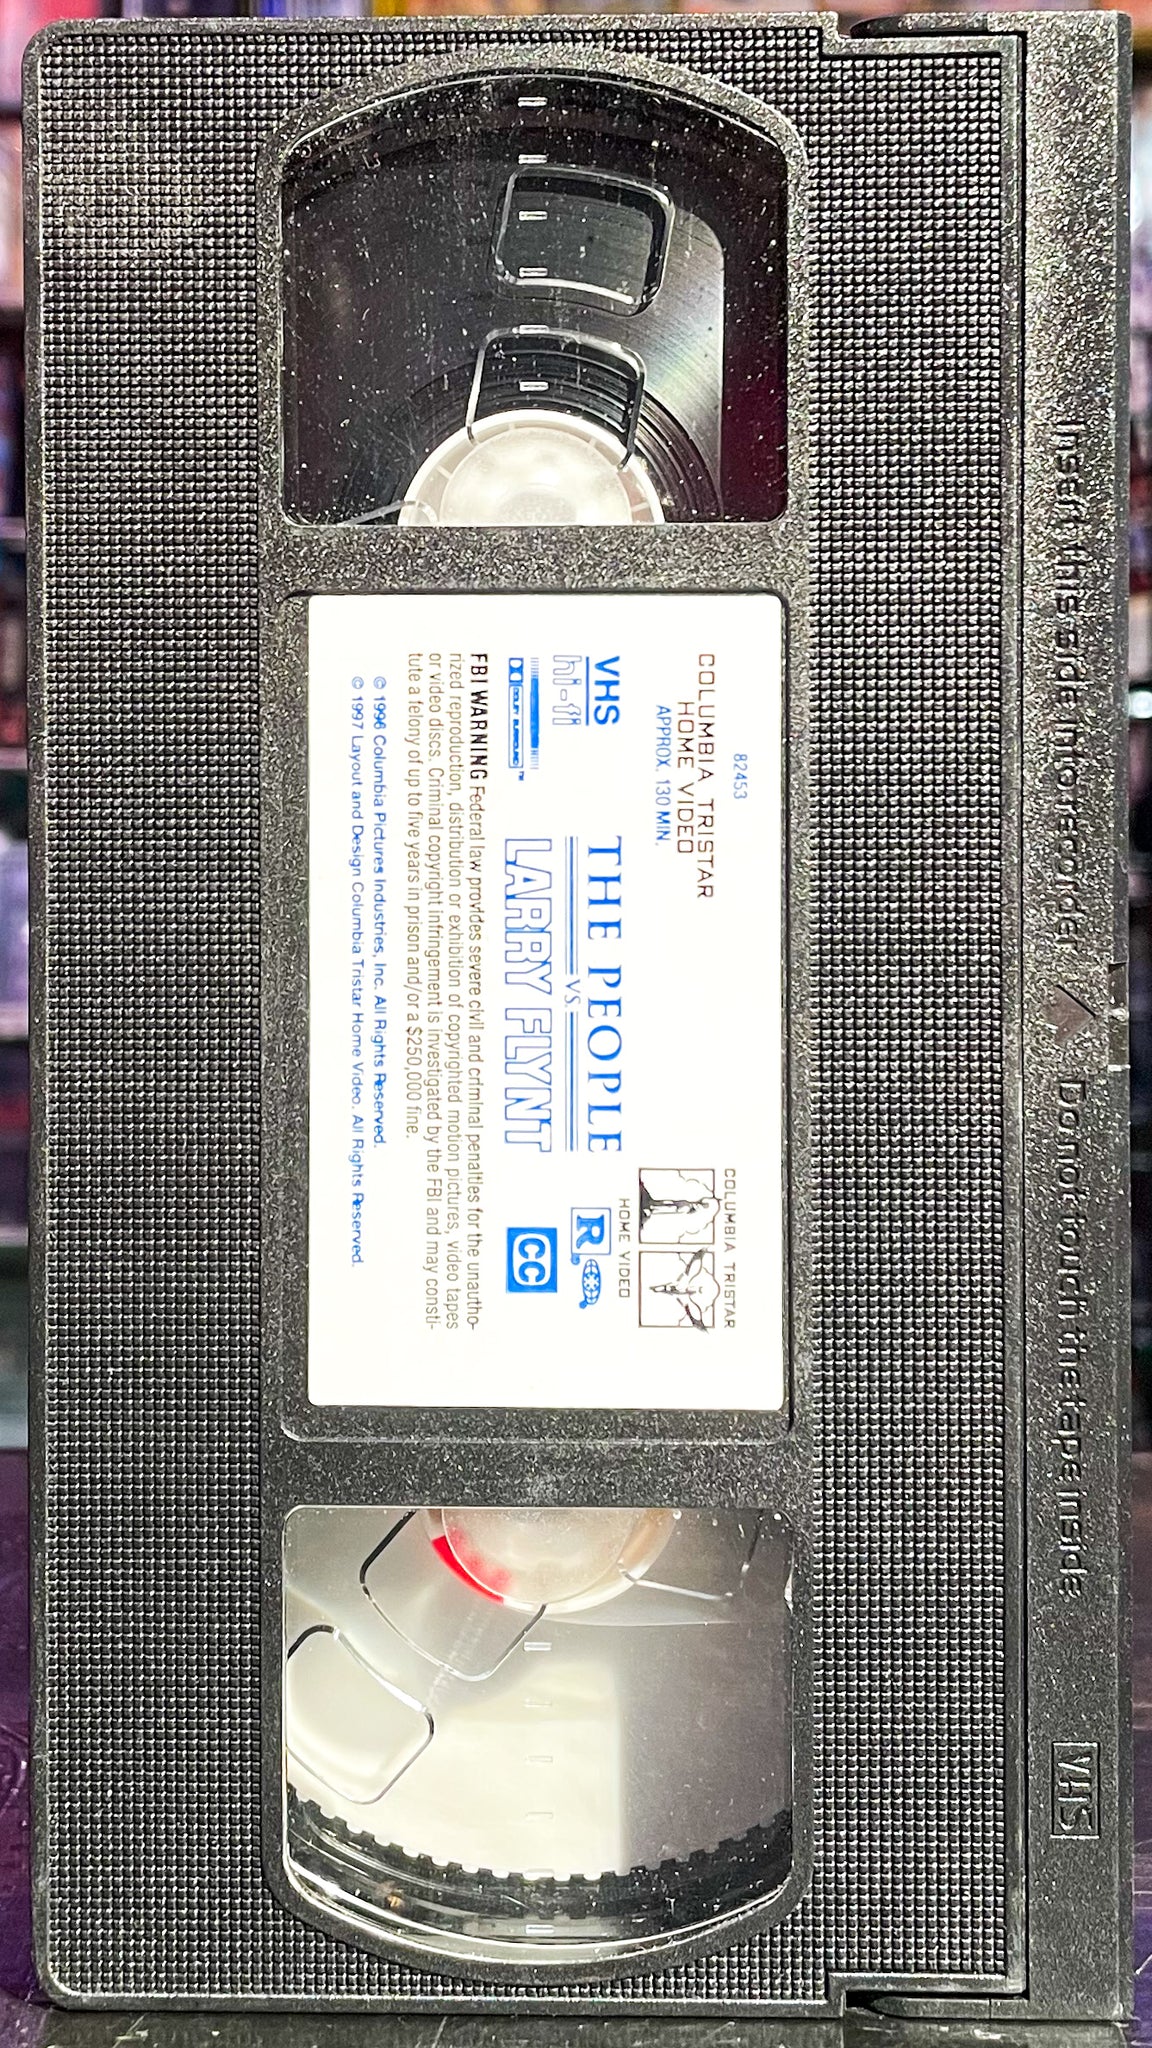 Insert this side into recorder
Do not touch the tape inside
VHS
82453
COLUMBIA TRISTAR
HOME VIDEO
APPROX. 130 MIN.
COLUMBIA TRISTAR
HOME VIDEO
VHS
hi-fi
DOLBY SURROUND™
THE PEOPLE
VS.
LARRY FLYNT
R®
CC
FBI WARNING Federal law provides severe civil and criminal penalties for the unautho-
rized reproduction, distribution or exhibition of copyrighted motion pictures, video tapes
or video discs. Criminal copyright infringement is investigated by the FBI and may consti-
tute a felony of up to five years in prison and/or a $250,000 fine.
© 1996 Columbia Pictures Industries, Inc. All Rights Reserved.
© 1997 Layout and Design Columbia Tristar Home Video. All Rights Reserved.